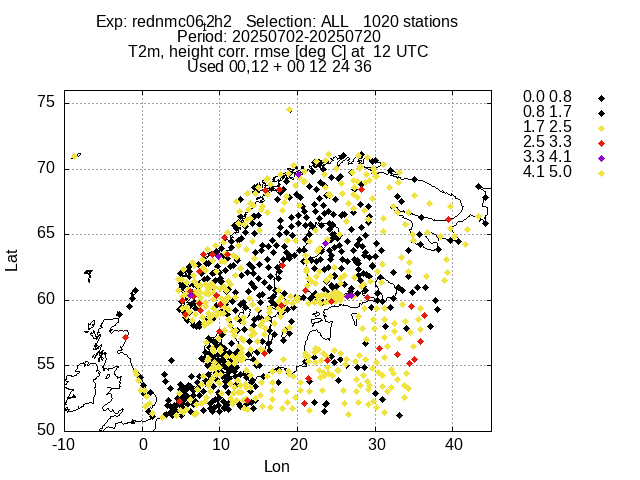 Exp: rednmc06,2h2 Selection: ALL 1020 stations
Period: 20250702-20250720
T2m, height corr. rmse [deg C] at 12 UTC
Used 00,12 + 00 12 24 36
0.0 0.8
0.8 1.7
1.7 2.5
2.5 3.3
3.3 4.1
4.1 5.0
75
70
65
60
55
50
Lat
-10 0 10 20 30 40
Lon